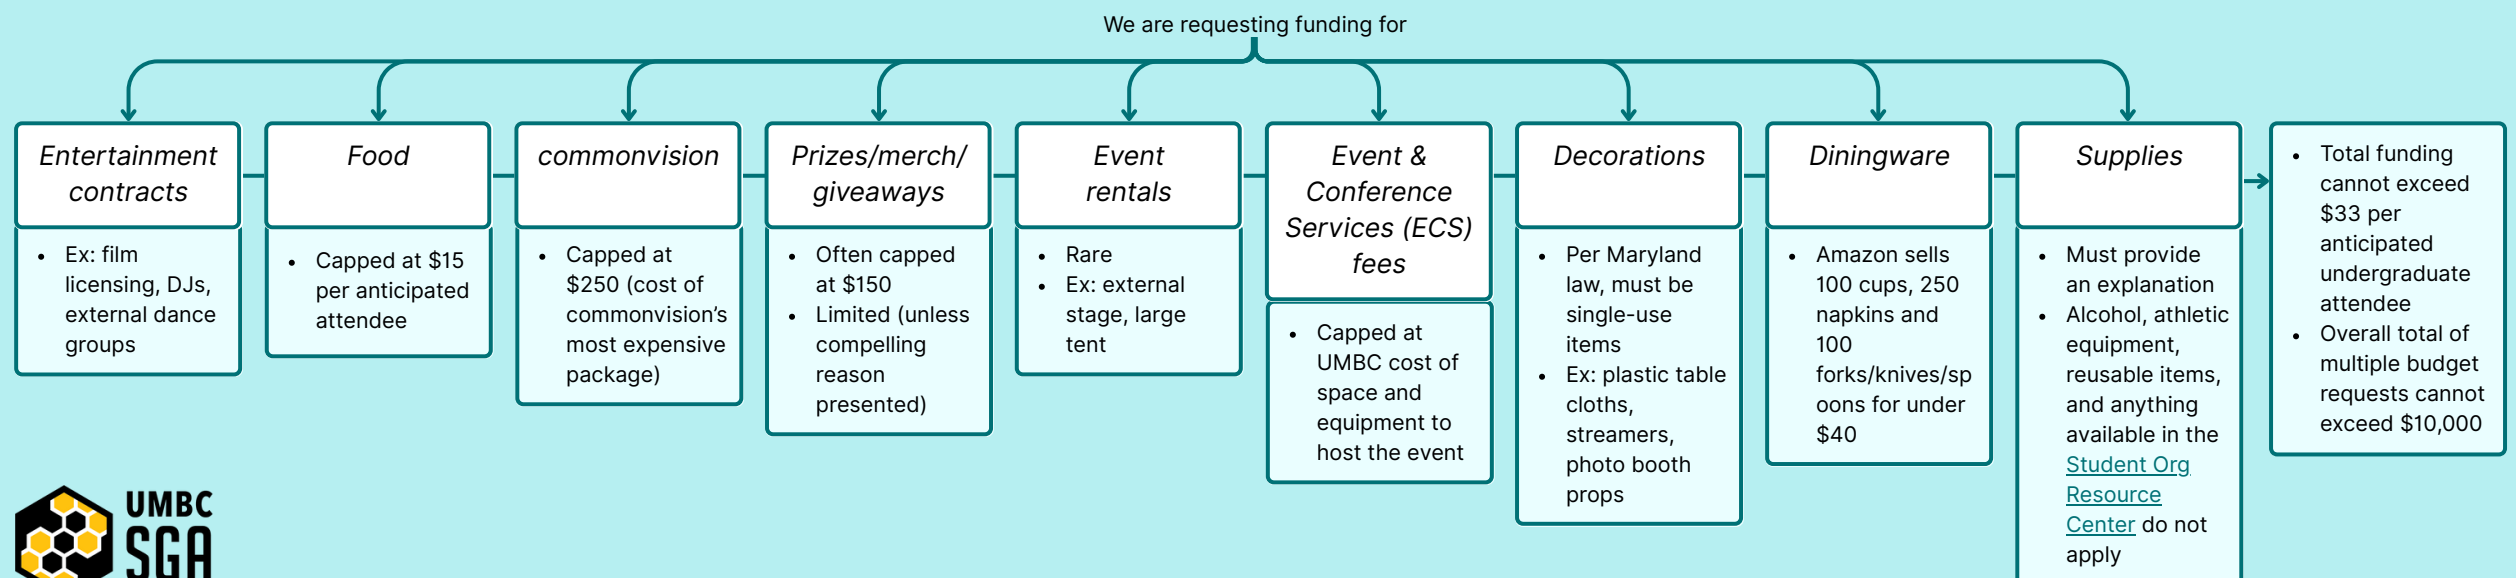 We are requesting funding for
Entertainment
contracts
• Ex: film
licensing, DJs,
external dance
groups
Food
• Capped at $15
per anticipated
attendee
commonvision
• Capped at
$250 (cost of
commonvision’s
most expensive
package)
Prizes/merch/
giveaways
• Often capped
at $150
• Limited (unless
compelling
reason
presented)
Event
rentals
• Rare
• Ex: external
stage, large
tent
Event &
Conference
Services (ECS)
fees
• Capped at
UMBC cost of
space and
equipment to
host the event
Decorations
• Per Maryland
law, must be
single-use
items
• Ex: plastic table
cloths,
streamers,
photo booth
props
Diningware
• Amazon sells
100 cups, 250
napkins and
100
forks/knives/sp
oons for under
$40
Supplies
• Must provide
an explanation
• Alcohol, athletic
equipment,
reusable items,
and anything
available in the
Student Org
Resource
Center do not
apply
• Total funding
cannot exceed
$33 per
anticipated
undergraduate
attendee
• Overall total of
multiple budget
requests cannot
exceed $10,000
UMBC
SGA